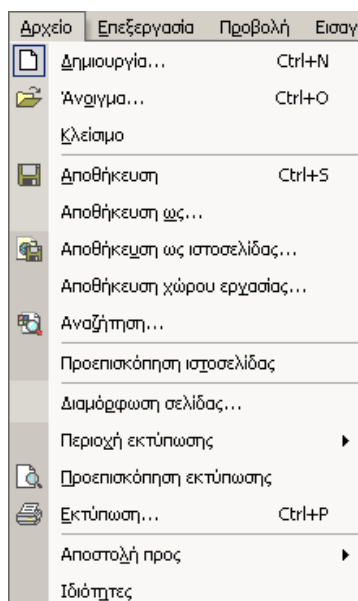 Αρχείο Επεξεργασία Προβολή Εισαγ
Δημιουργία... Ctrl+N
Άνοιγμα... Ctrl+O
Κλείσιμο
Αποθήκευση Ctrl+S
Αποθήκευση ως...
Αποθήκευση ως ιστοσελίδας...
Αποθήκευση χώρου εργασίας...
Αναζήτηση...
Προεπισκόπηση ιστοσελίδας
Διαμόρφωση σελίδας...
Περιοχή εκτύπωσης
Προεπισκόπηση εκτύπωσης
Εκτύπωση... Ctrl+P
Αποστολή προς
Ιδιότητες